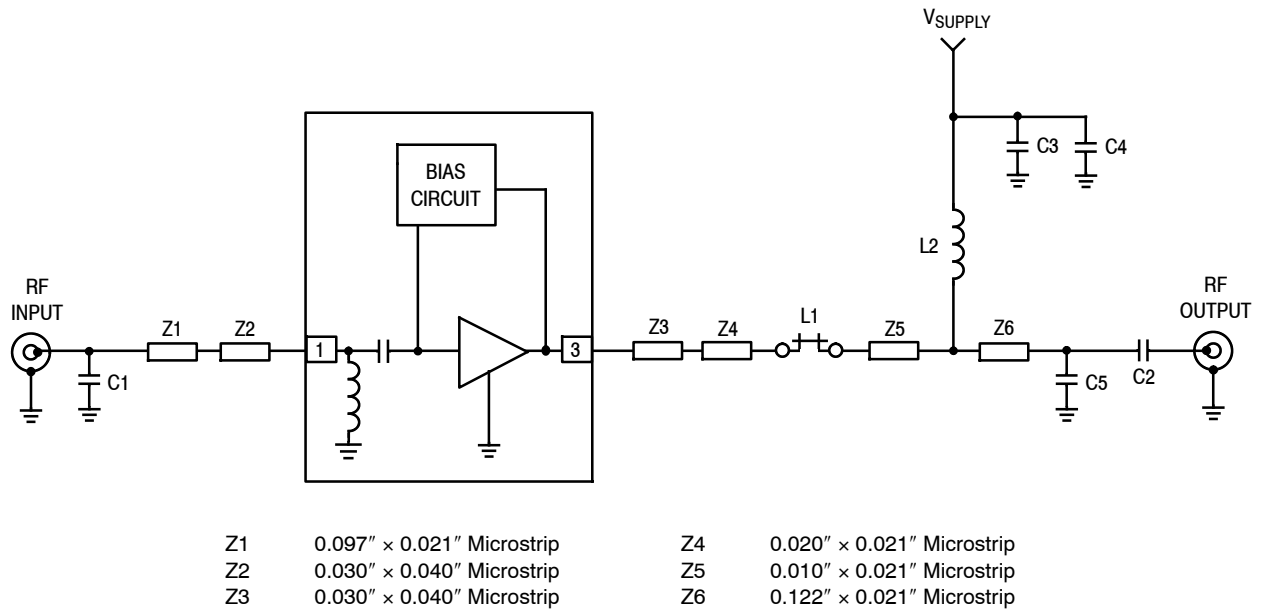 VSUPPLY
C3
C4
BIAS
CIRCUIT
L2
RF
INPUT
RF
OUTPUT
Z1
Z2
1
3
Z3
Z4
L1
Z5
Z6
C1
C5
C2
Z1 0.097″ × 0.021″ Microstrip
Z2 0.030″ × 0.040″ Microstrip
Z3 0.030″ × 0.040″ Microstrip
Z4 0.020″ × 0.021″ Microstrip
Z5 0.010″ × 0.021″ Microstrip
Z6 0.122″ × 0.021″ Microstrip